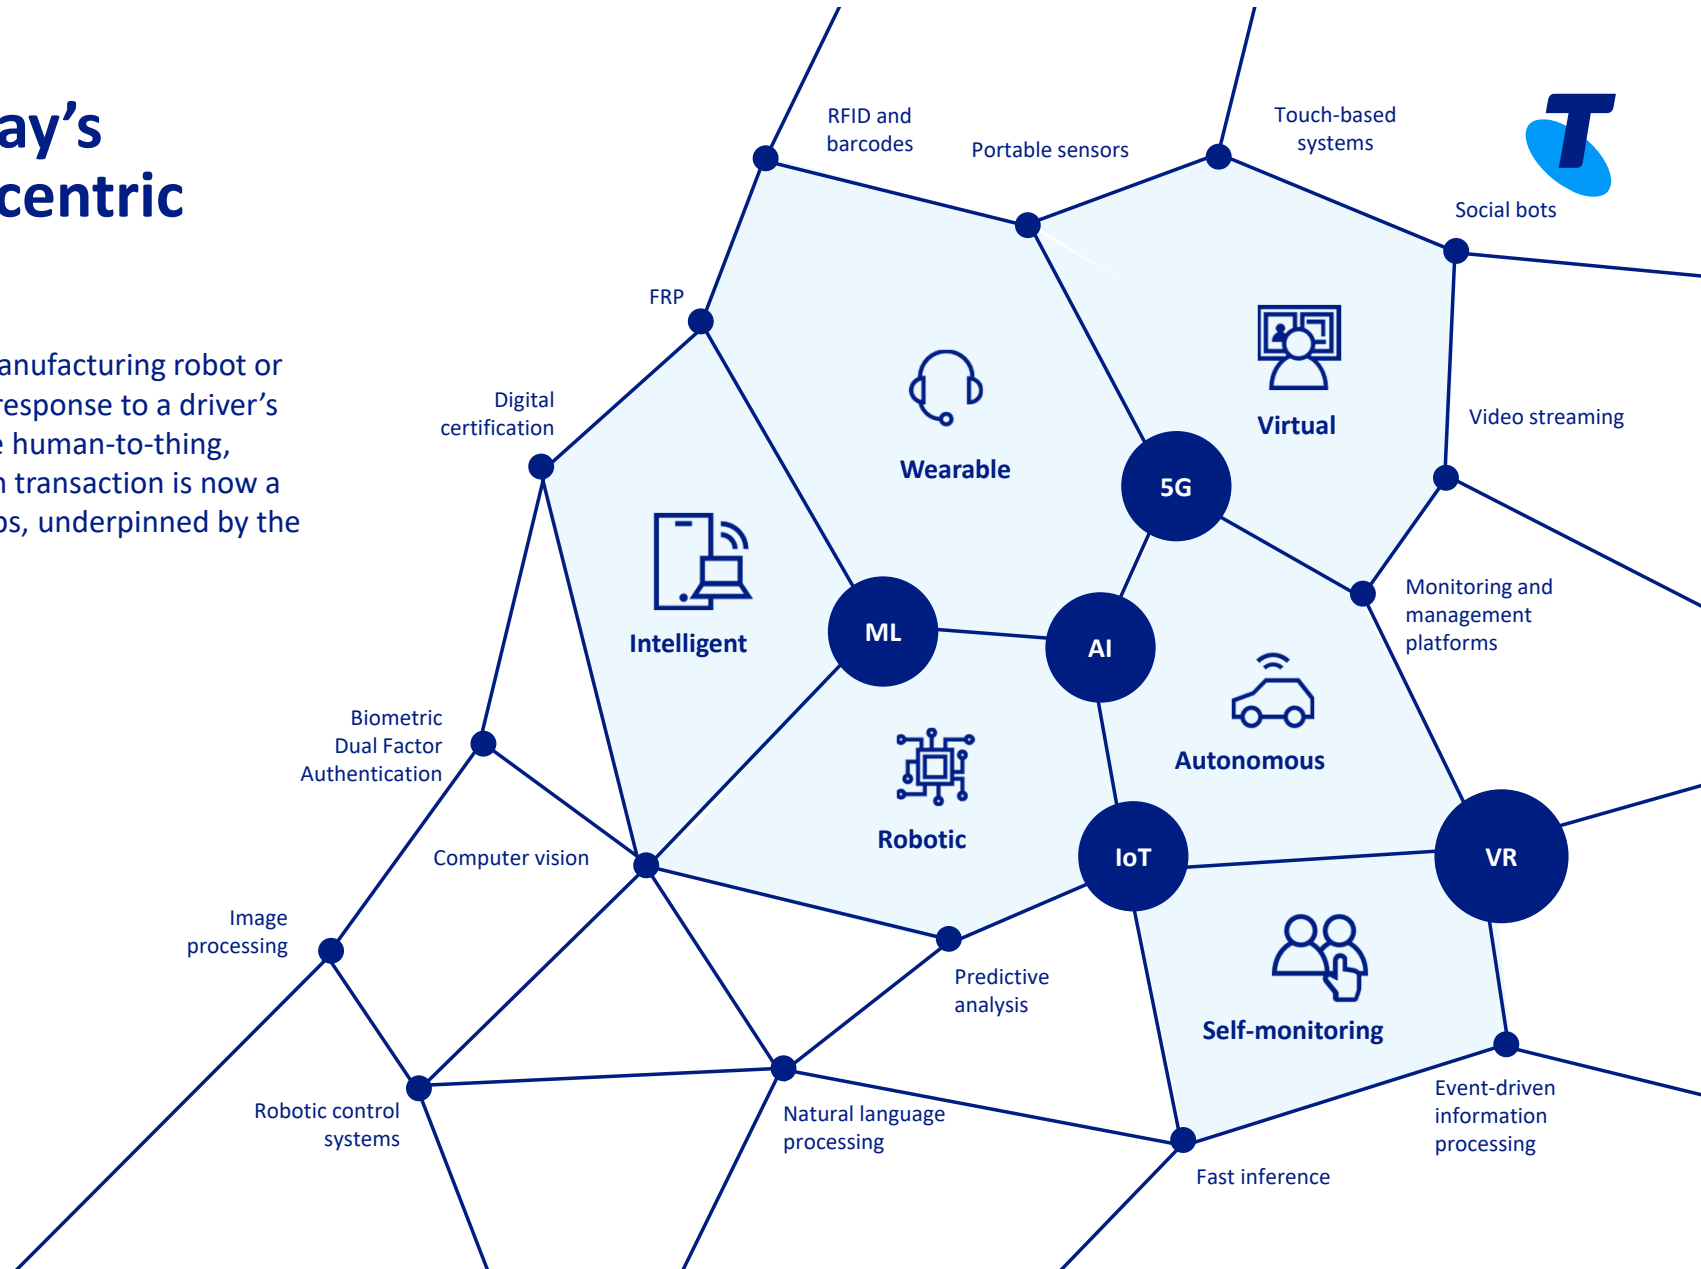 ay’s
centric
anufacturing robot or
response to a driver’s
e human-to-thing,
n transaction is now a
os, underpinned by the
RFID and
barcodes
Portable sensors
Touch-based
systems
T
Social bots
FRP
Digital
certification
Wearable
Virtual
Video streaming
5G
Intelligent
ML
AI
Monitoring and
management
platforms
Biometric
Dual Factor
Authentication
Autonomous
Robotic
Computer vision
IoT
VR
Image
processing
Predictive
analysis
Self-monitoring
Robotic control
systems
Natural language
processing
Event-driven
information
processing
Fast inference